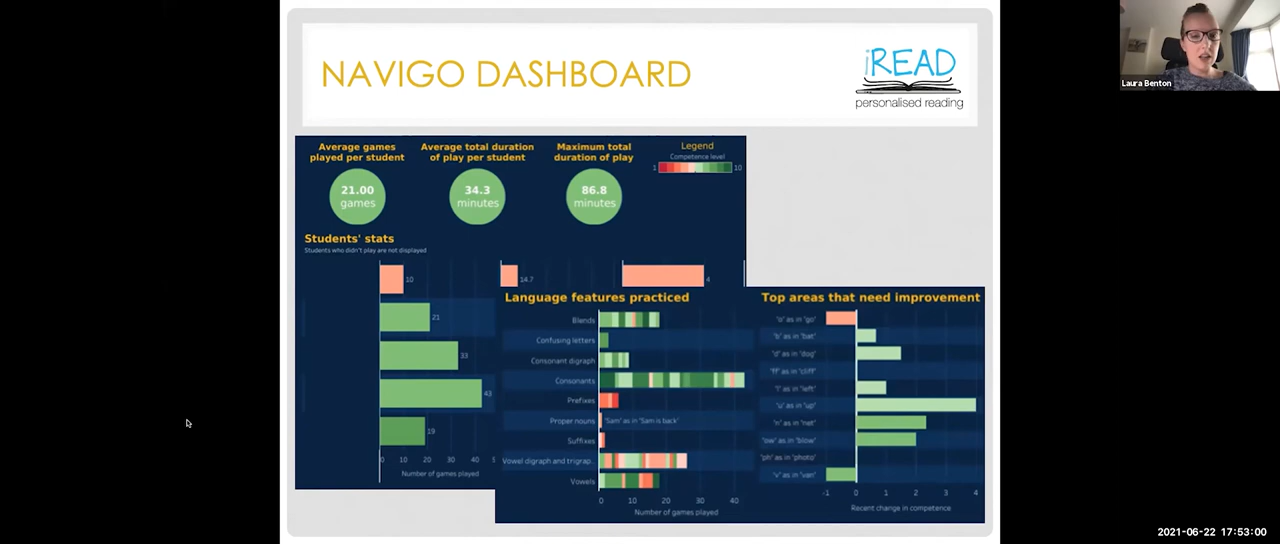 NAVIGO DASHBOARD
iREAD
personalised reading
Laura Benton
Average games
played per student
Average total duration
of play per student
Maximum total
duration of play
Legend
Competence level
1 10
21.00
games
34.3
minutes
86.8
minutes
Students' stats
Students who didn't play are not displayed
10
14.7
4
21
33
43
19
0 10 20 30 40 5
Number of games played
Language features practiced
Blends
Confusing letters
Consonant digraph
Consonants
Prefixes
Proper nouns 'Sam' as in 'Sam is back'
Suffixes
Vowel digraph and trigrap..
Vowels
0 10 20 30 40
Number of games played
Top areas that need improvement
'o' as in 'go'
'b' as in 'bat'
'd' as in 'dog'
'ff' as in 'cliff'
'l' as in 'left'
'u' as in 'up'
'n' as in 'net'
'ow' as in 'blow'
'ph' as in 'photo'
'v' as in 'van'
-1 0 1 2 3 4
Recent change in competence
2021-06-22 17:53:00